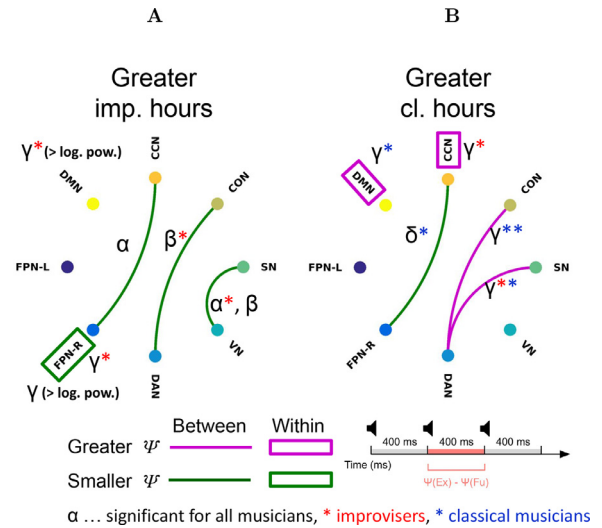 A
B
Greater
imp. hours
Greater
cl. hours
γ* (> log. pow.)
DMN
CCN
CON
FPN-L
α
β*
SN
α*, β
FPN-R
γ*
γ (> log. pow.)
DAN
VN
γ*
DMN
CCN
γ*
CON
δ*
γ**
FPN-L
SN
γ**
FPN-R
DAN
VN
Between Within
Greater Ψ
Smaller Ψ
400 ms 400 ms 400 ms
Time (ms)
Ψ(Ex) - Ψ(Fu)
α ... significant for all musicians, * improvisers, * classical musicians